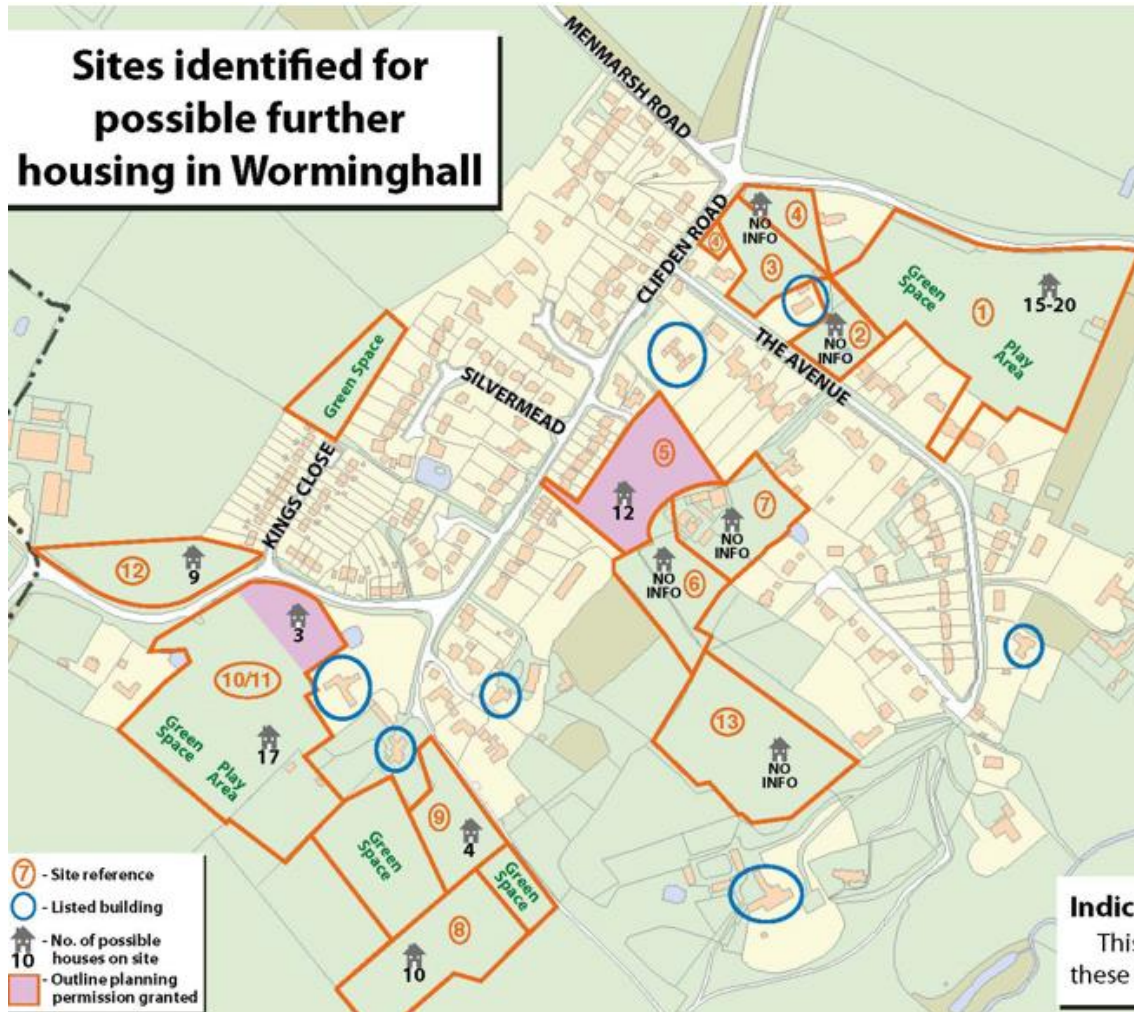 Sites identified for
possible further
housing in Worminghall
MENMARSH ROAD
CLIFDEN ROAD
4
NO
INFO
4
3
Green
Space
1
15-20
Play
Area
2
NO
INFO
THE AVENUE
Green Space
SILVERMEAD
5
12
7
NO
INFO
NO
INFO
6
KINGS CLOSE
12
9
3
10/11
Green
Space
Play
Area
17
13
NO
INFO
9
4
Green
Space
Green
Space
8
10
7 - Site reference
- Listed building
- No. of possible
10 houses on site
- Outline planning
permission granted
Indic
This
these